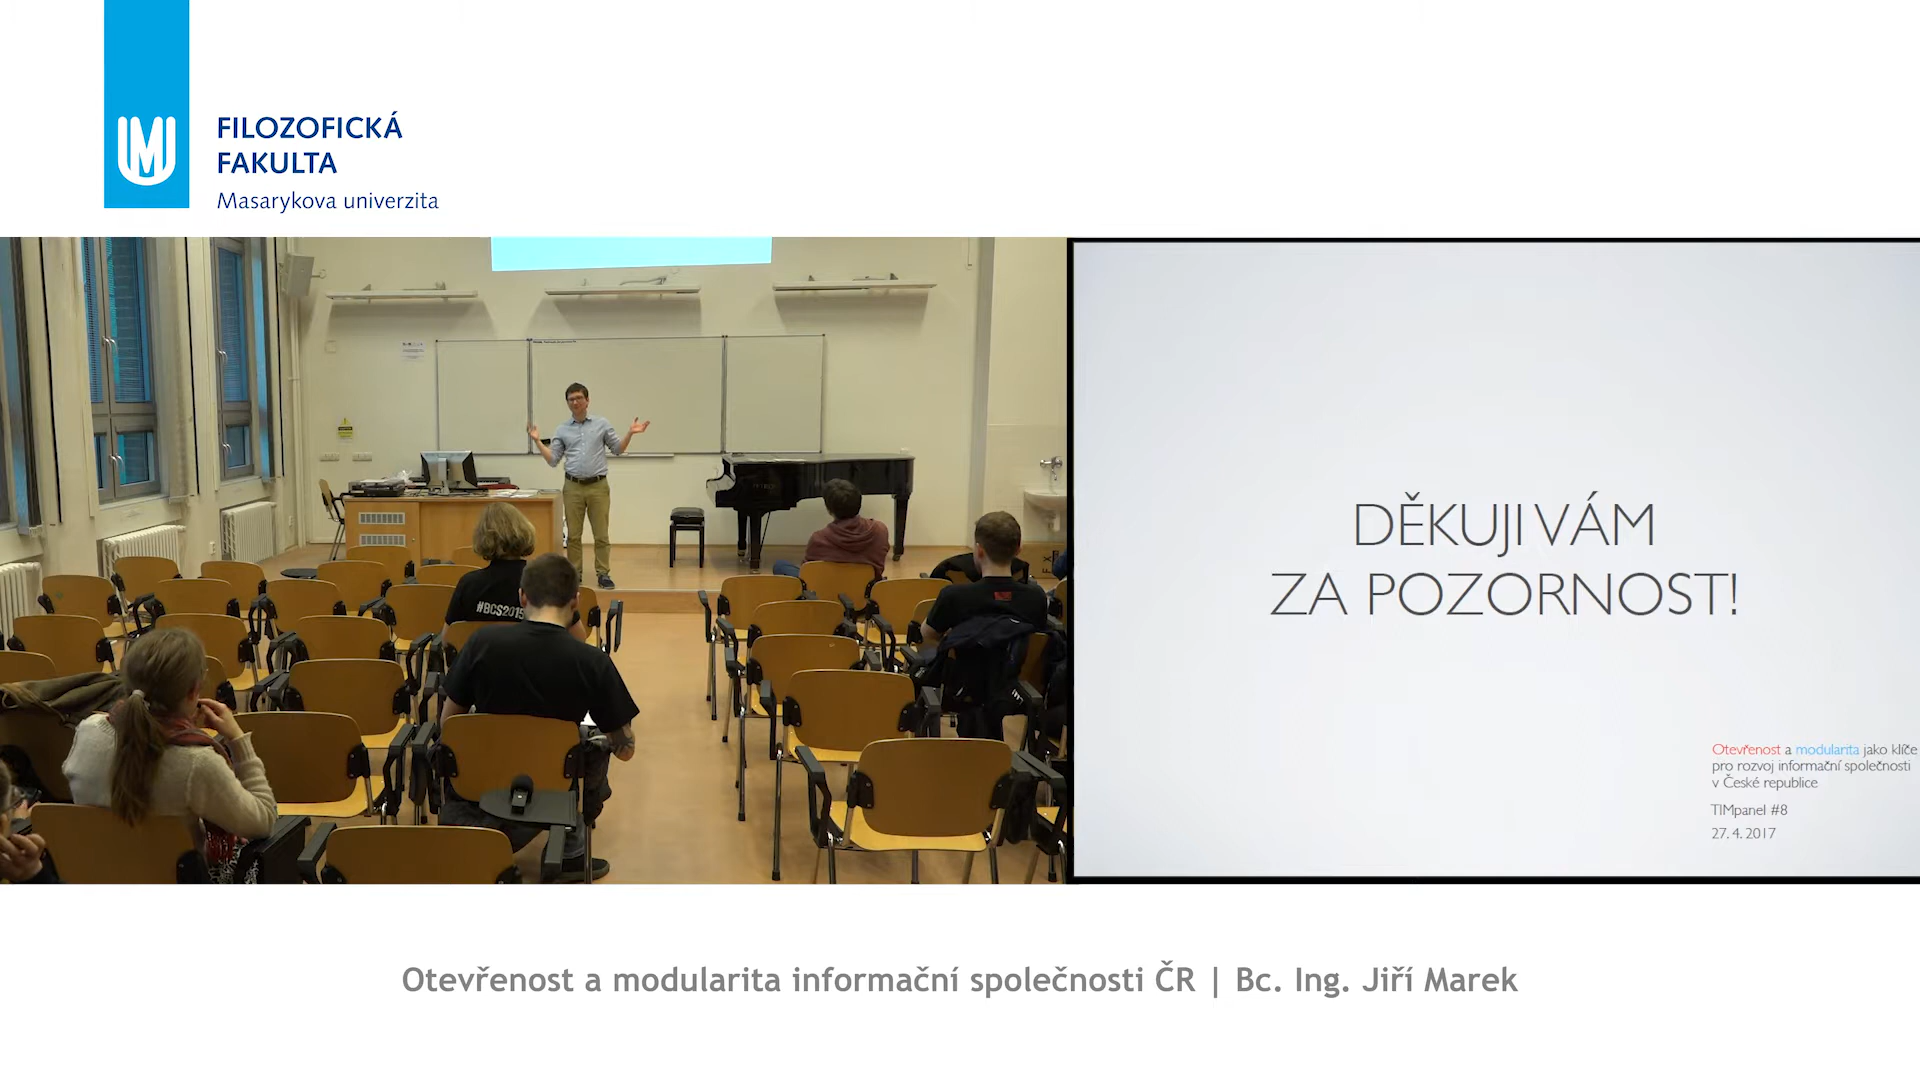 FILOZOFICKÁ
FAKULTA
Masarykova univerzita
#BCS2015
DĚKUJI VÁM
ZA POZORNOST!
Otevřenost a modularita jako klíče
pro rozvoj informační společnosti
v České republice
TIMpanel #8
27. 4. 2017
Otevřenost a modularita informační společnosti ČR | Bc. Ing. Jiří Marek